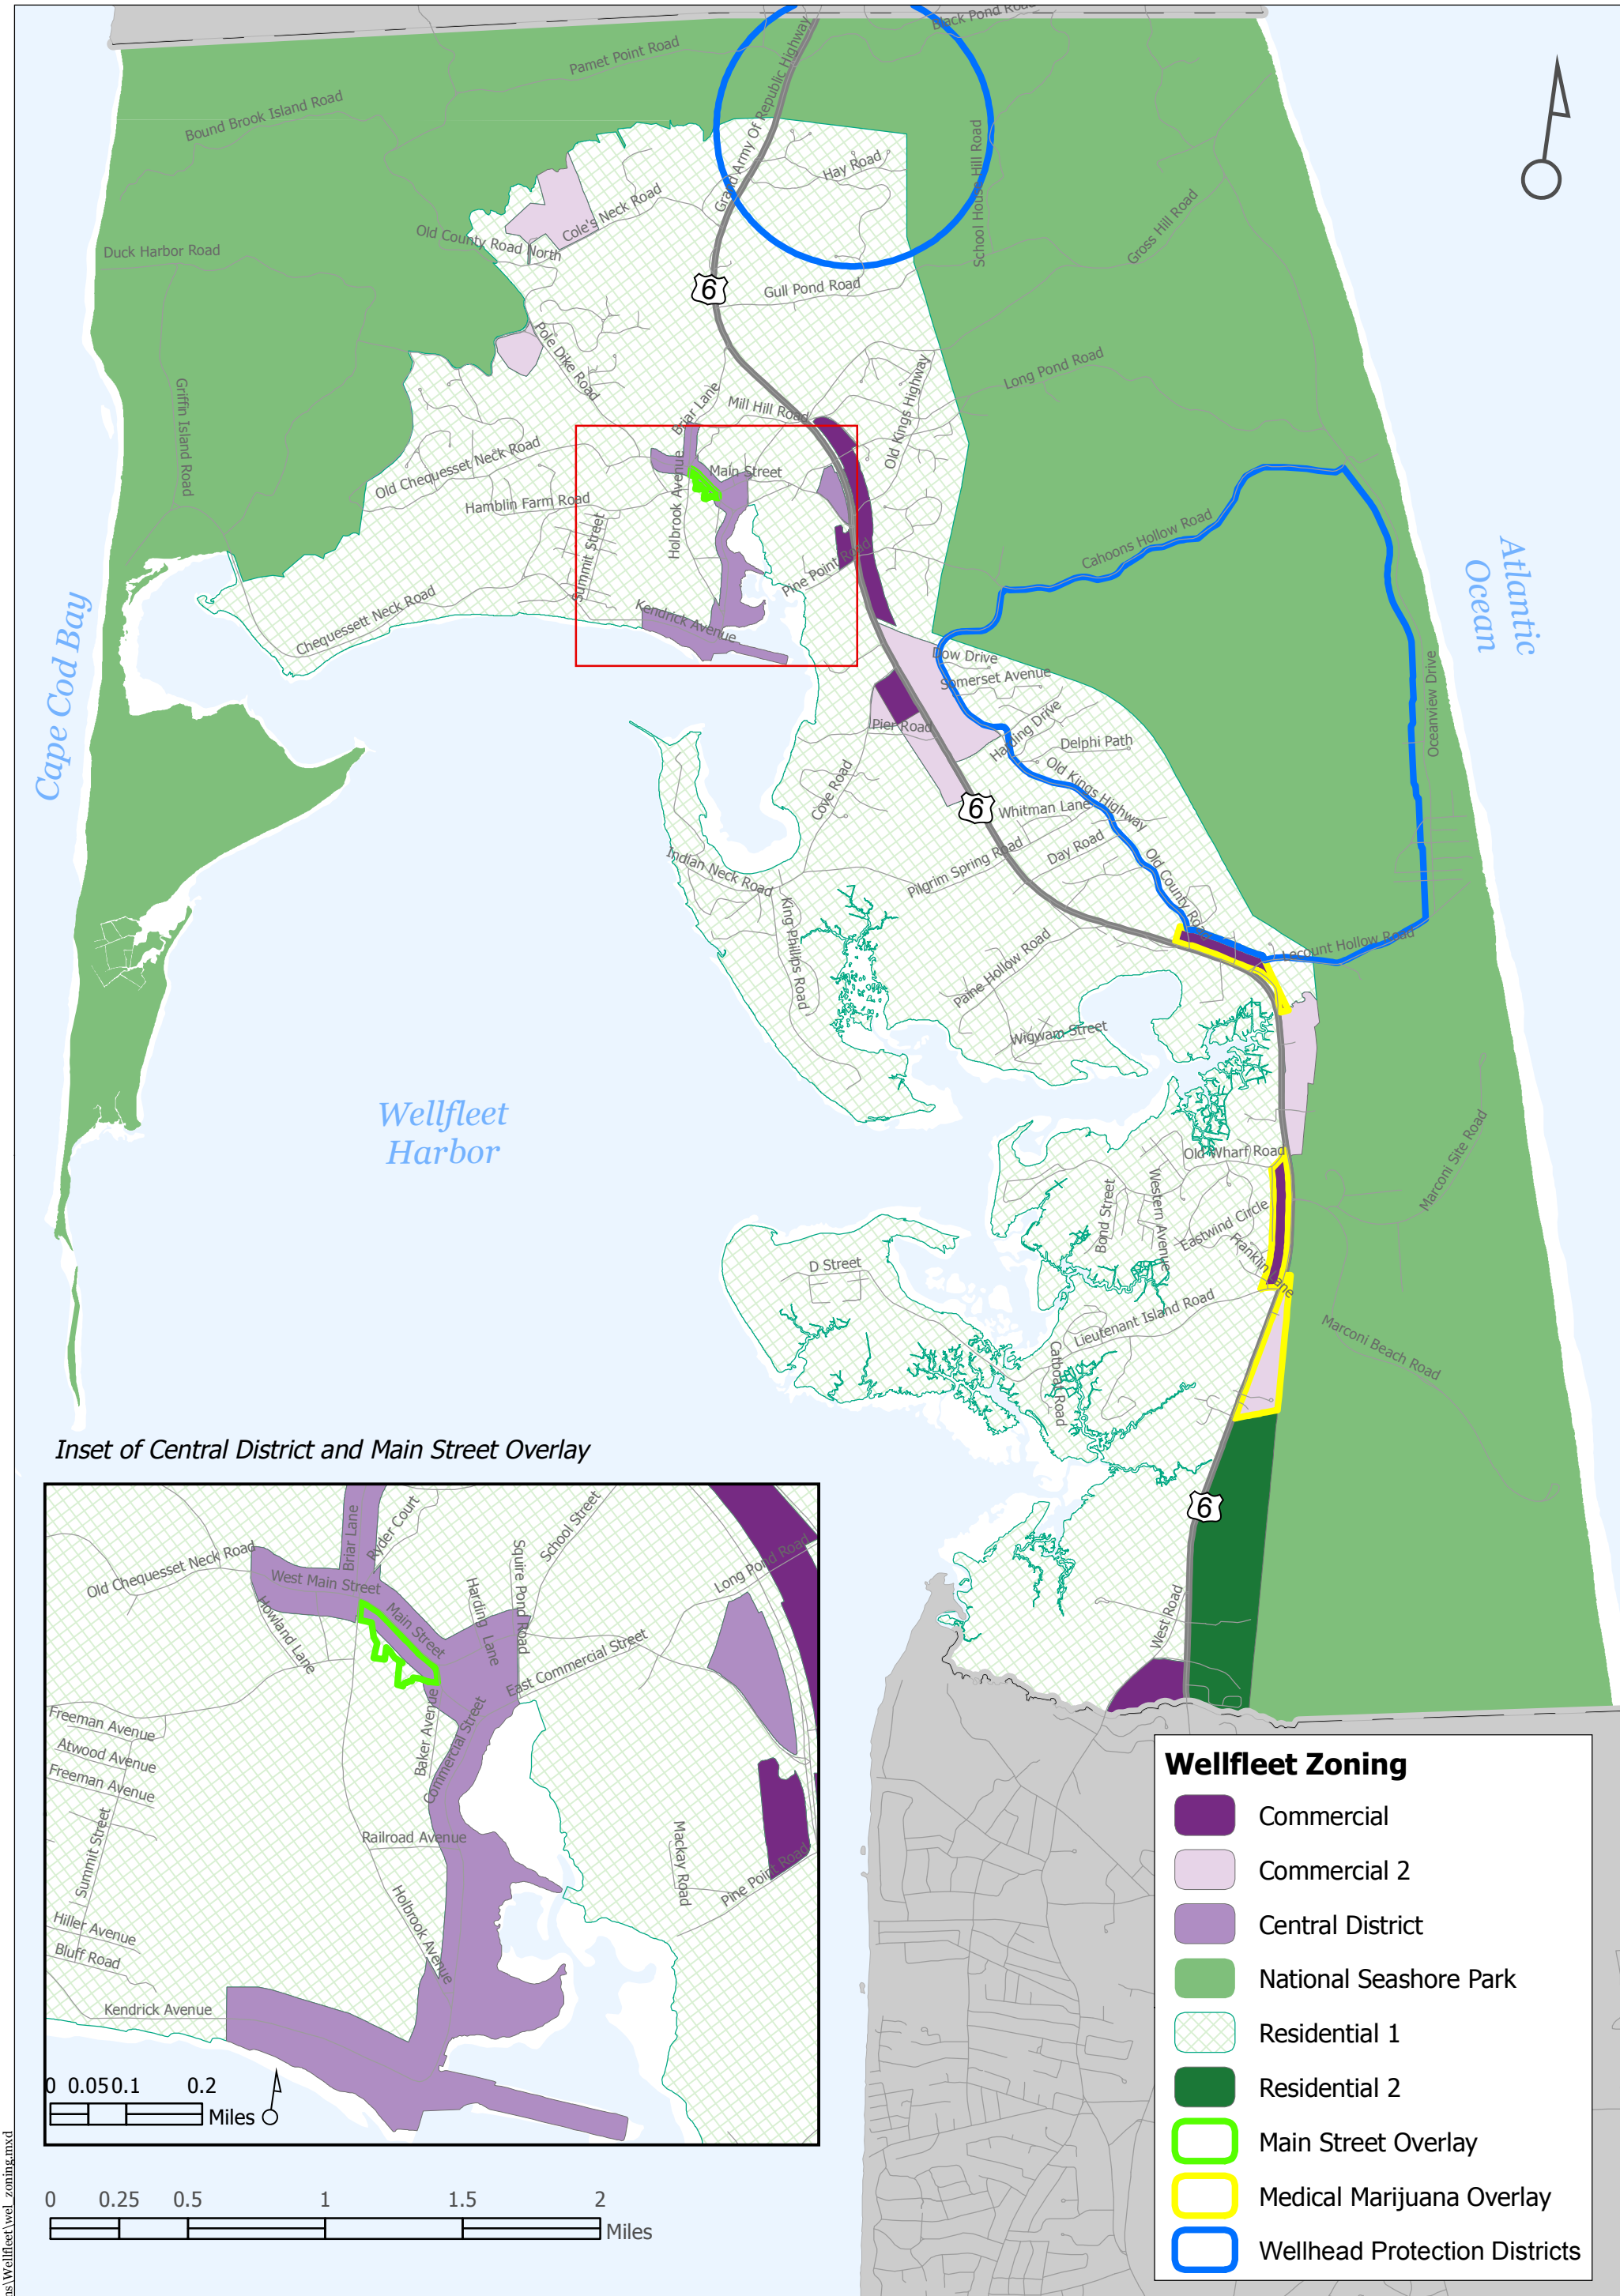 Black Pond Road
Pamet Point Road
Grand Army Of Republic Highway
Bound Brook Island Road
School House Hill Road
Hay Road
Cole's Neck Road
Gross Hill Road
Old County Road North
Duck Harbor Road
6
Gull Pond Road
Pole Dike Road
Long Pond Road
Old Kings Highway
Griffin Island Road
Briar Lane
Mill Hill Road
Old Chequesset Neck Road
Main Street
Hamblin Farm Road
Holbrook Avenue
Summit Street
Cahoons Hollow Road
Pine Point Road
Atlantic
Ocean
Chequessett Neck Road
Kendrick Avenue
Cape Cod Bay
Dow Drive
Somerset Avenue
Oceanview Drive
Pier Road
Harding Drive
Delphi Path
Cove Road
Old Kings Highway
6
Whitman Lane
Day Road
Pilgrim Spring Road
Indian Neck Road
Old County Road
King Phillips Road
Lecount Hollow Road
Paine Hollow Road
Wigwam Street
Wellfleet
Harbor
Old Wharf Road
Marconi Site Road
Bond Street
Western Avenue
Eastwind Circle
Franklin Lane
D Street
Lieutenant Island Road
Marconi Beach Road
Catboat Road
6
West Road
Inset of Central District and Main Street Overlay
Briar Lane
Ryder Court
School Street
Squire Pond Road
Long Pond Road
Old Chequesset Neck Road
West Main Street
Harding Lane
Main Street
Howland Lane
East Commercial Street
Baker Avenue
Commercial Street
Freeman Avenue
Atwood Avenue
Freeman Avenue
Summit Street
Railroad Avenue
Mackay Road
Pine Point Road
Holbrook Avenue
Hiller Avenue
Bluff Road
Kendrick Avenue
0 0.05 0.1 0.2
Miles
0 0.25 0.5 1 1.5 2
Miles
Wellfleet Zoning
Commercial
Commercial 2
Central District
National Seashore Park
Residential 1
Residential 2
Main Street Overlay
Medical Marijuana Overlay
Wellhead Protection Districts
\Wellfleet\wel_zoning.mxd